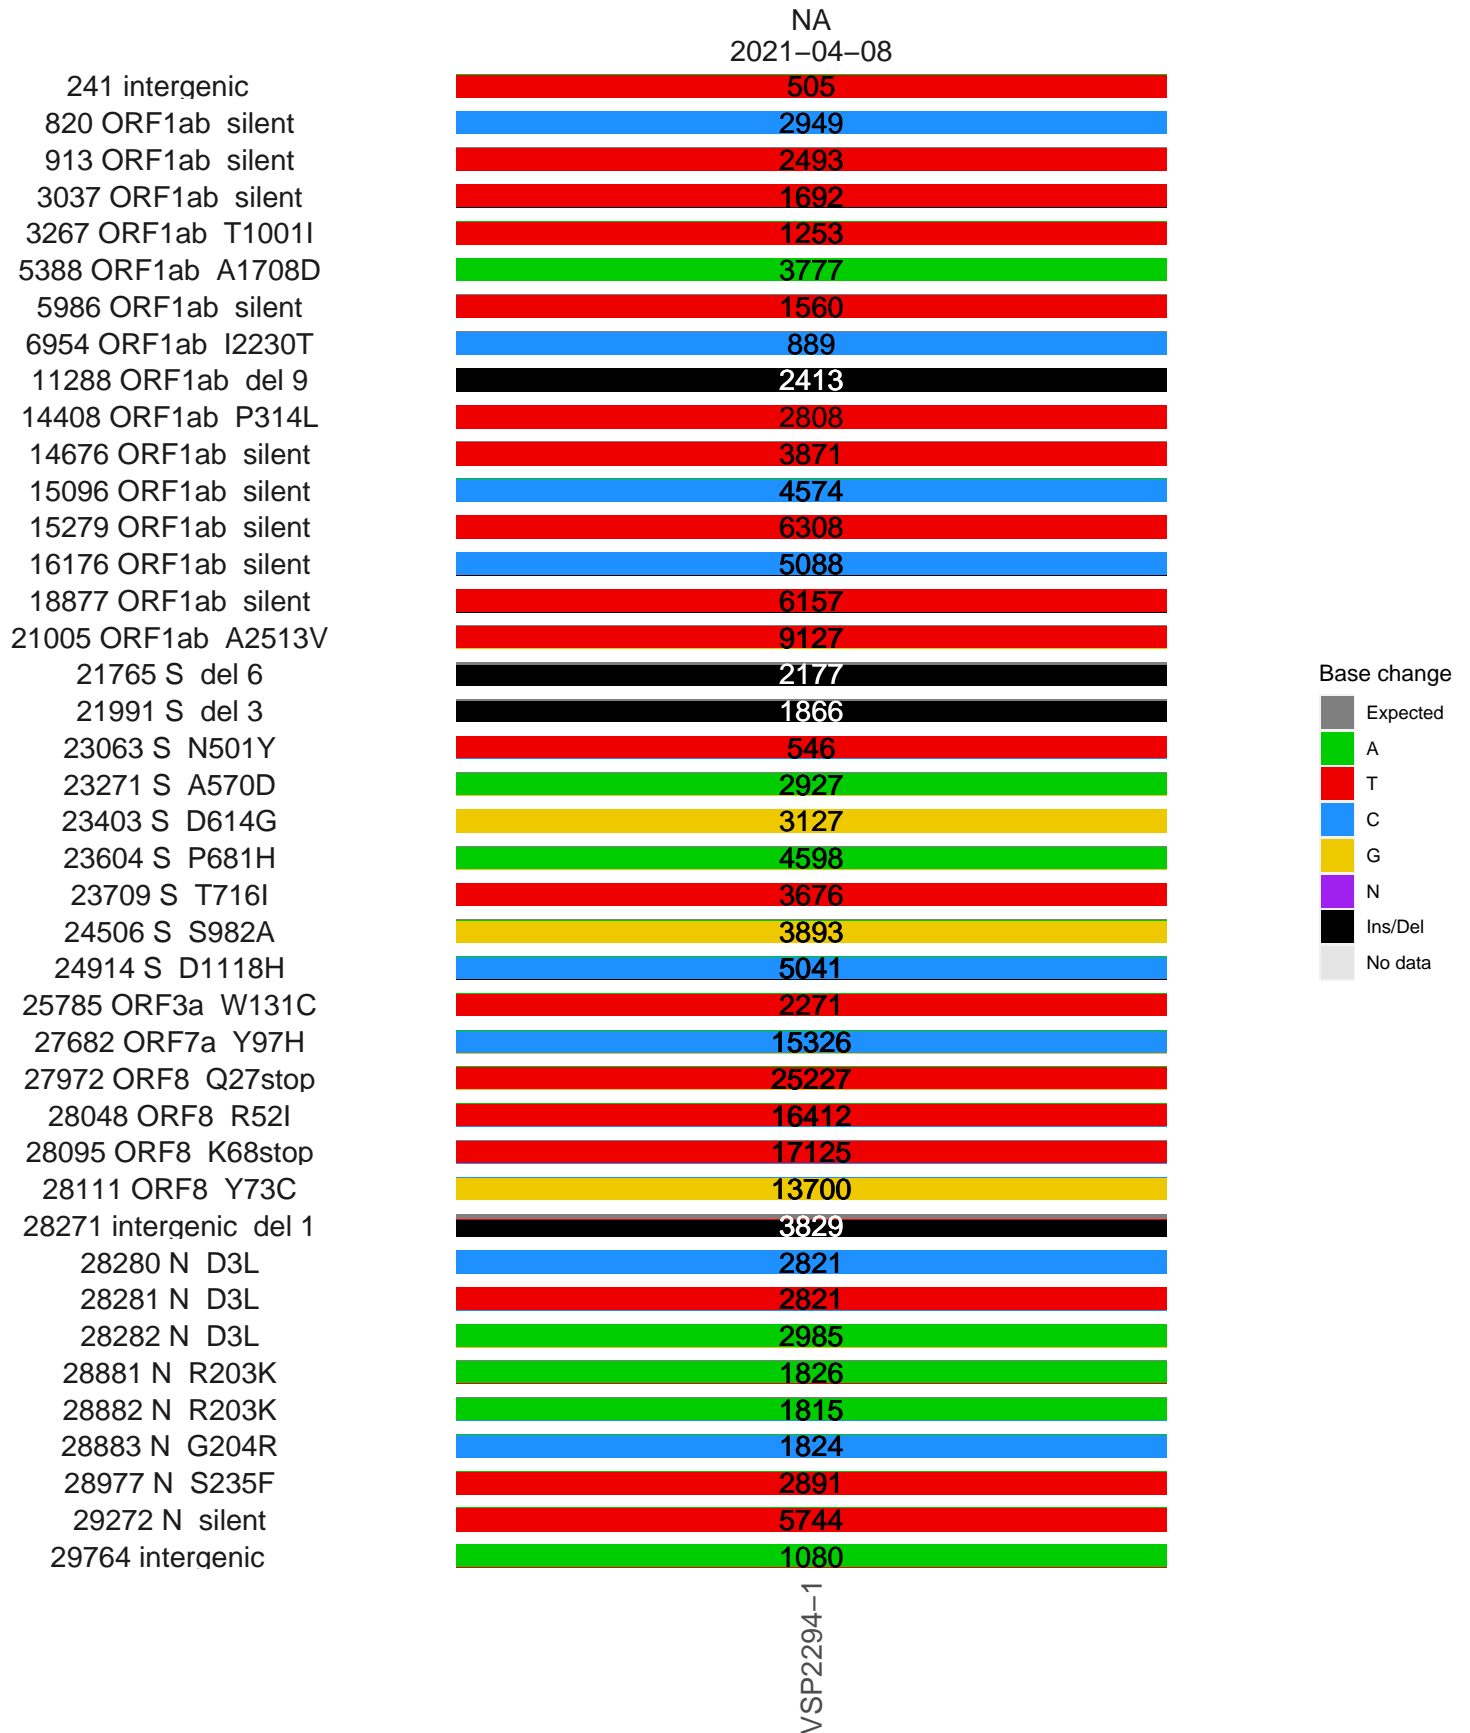 NA
2021−04−08
241 intergenic 505
820 ORF1ab silent 2949
913 ORF1ab silent 2493
3037 ORF1ab silent 1692
3267 ORF1ab T1001I 1253
5388 ORF1ab A1708D 3777
5986 ORF1ab silent 1560
6954 ORF1ab I2230T 889
11288 ORF1ab del 9 2413
14408 ORF1ab P314L 2808
14676 ORF1ab silent 3871
15096 ORF1ab silent 4574
15279 ORF1ab silent 6308
16176 ORF1ab silent 5088
18877 ORF1ab silent 6157
21005 ORF1ab A2513V 9127
21765 S del 6 2177
21991 S del 3 1866
23063 S N501Y 546
23271 S A570D 2927
23403 S D614G 3127
23604 S P681H 4598
23709 S T716I 3676
24506 S S982A 3893
24914 S D1118H 5041
25785 ORF3a W131C 2271
27682 ORF7a Y97H 15326
27972 ORF8 Q27stop 25227
28048 ORF8 R52I 16412
28095 ORF8 K68stop 17125
28111 ORF8 Y73C 13700
28271 intergenic del 1 3829
28280 N D3L 2821
28281 N D3L 2821
28282 N D3L 2985
28881 N R203K 1826
28882 N R203K 1815
28883 N G204R 1824
28977 N S235F 2891
29272 N silent 5744
29764 intergenic 1080
VSP2294−1
Base change
Expected
A
T
C
G
N
Ins/Del
No data